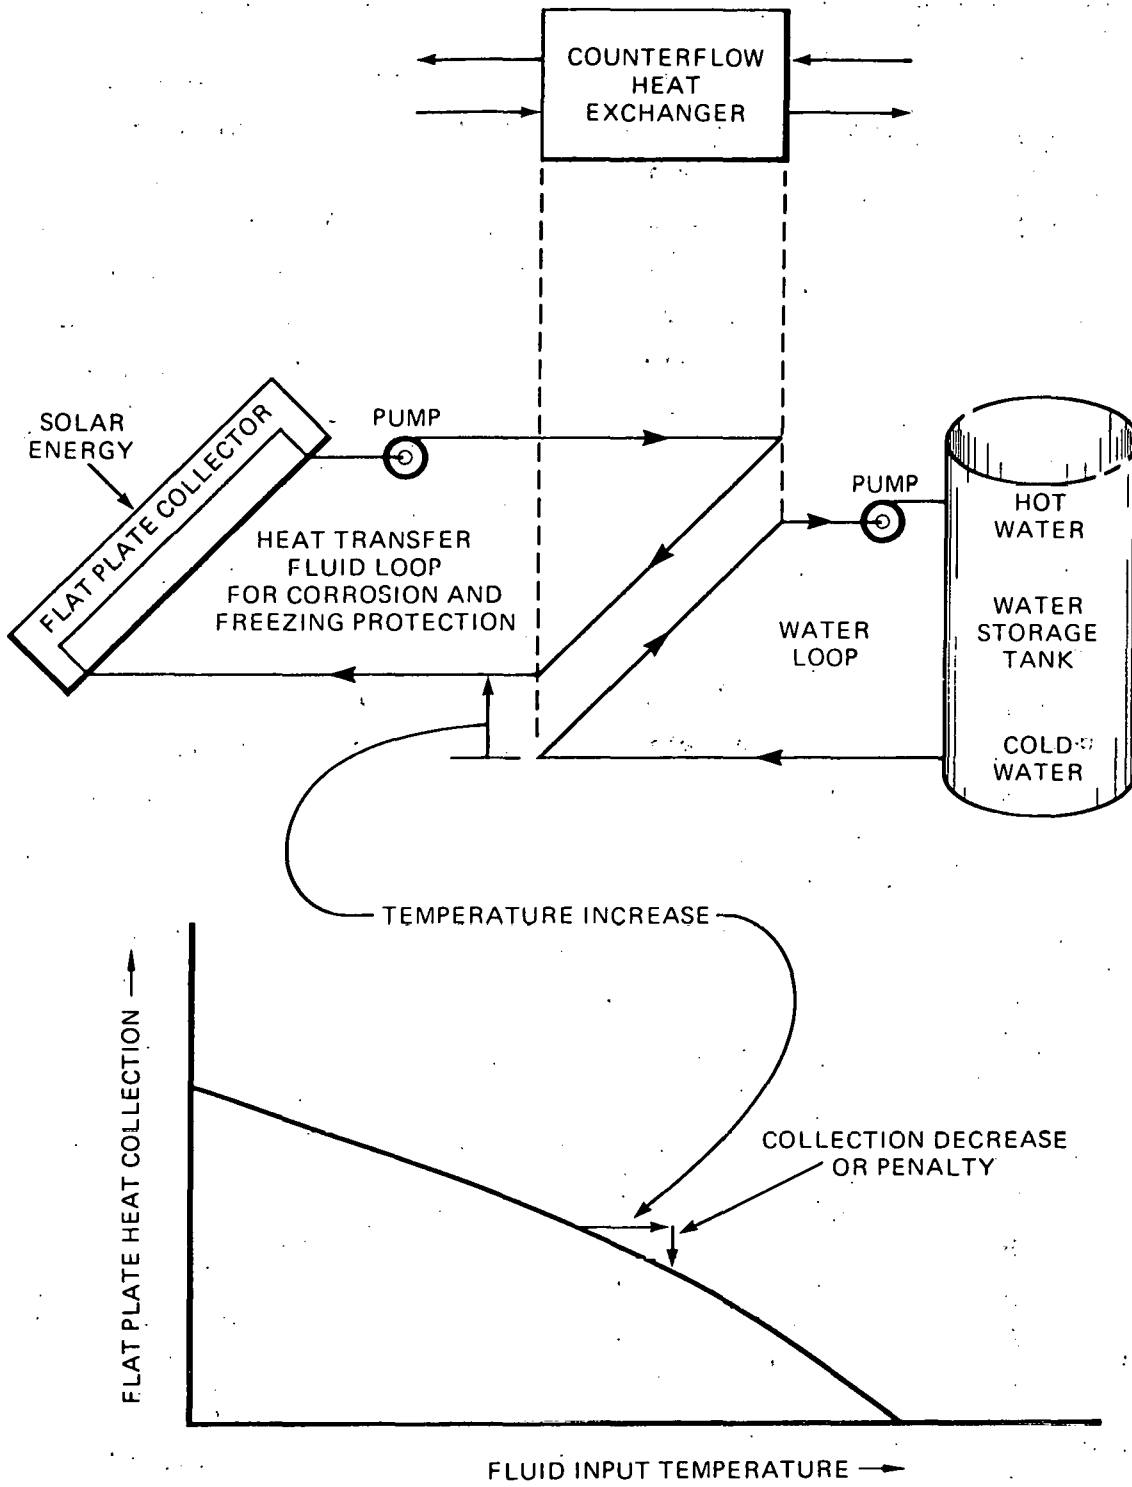 COUNTERFLOW
HEAT
EXCHANGER
SOLAR
ENERGY
FLAT PLATE COLLECTOR
PUMP
HEAT TRANSFER
FLUID LOOP
FOR CORROSION AND
FREEZING PROTECTION
PUMP
WATER
LOOP
HOT
WATER
WATER
STORAGE
TANK
COLD
WATER
TEMPERATURE INCREASE
FLAT PLATE HEAT COLLECTION
COLLECTION DECREASE
OR PENALTY
FLUID INPUT TEMPERATURE